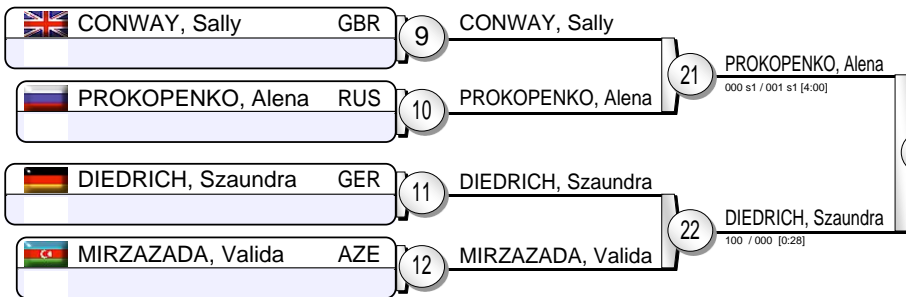 CONWAY, Sally GBR
9
CONWAY, Sally
PROKOPENKO, Alena RUS
10
PROKOPENKO, Alena
21
PROKOPENKO, Alena
000 s1 / 001 s1 [4:00]
DIEDRICH, Szaundra GER
11
DIEDRICH, Szaundra
MIRZAZADA, Valida AZE
12
MIRZAZADA, Valida
22
DIEDRICH, Szaundra
100 / 000 [0:28]